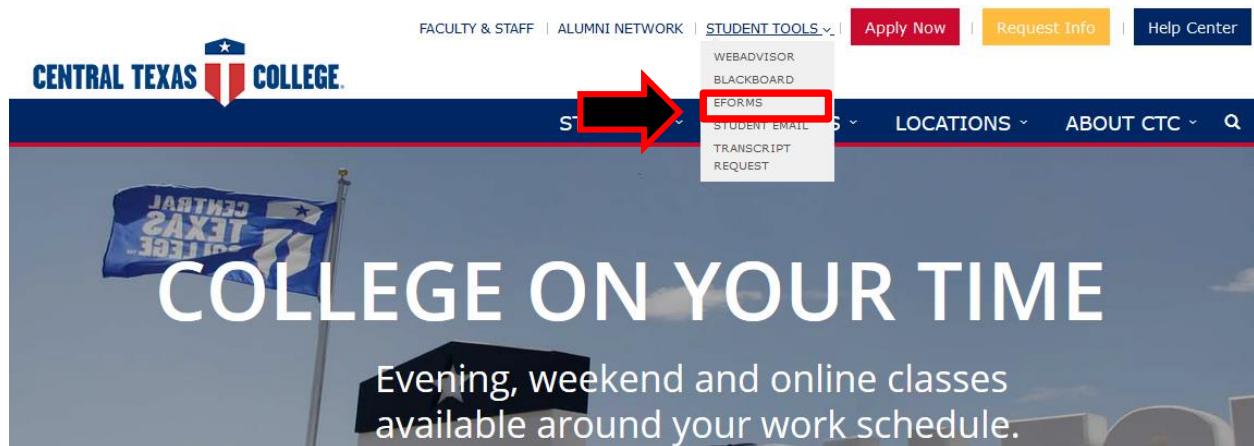 FACULTY & STAFF | ALUMNI NETWORK | STUDENT TOOLS | Apply Now | Request Info | Help Center
WEBADVISOR
BLACKBOARD
EFORMS
STUDENT EMAIL
TRANSCRIPT
REQUEST
CENTRAL TEXAS COLLEGE
LOCATIONS ABOUT CTC
CENTRAL
TEXAS
COLLEGE ON YOUR TIME
Evening, weekend and online classes
available around your work schedule.